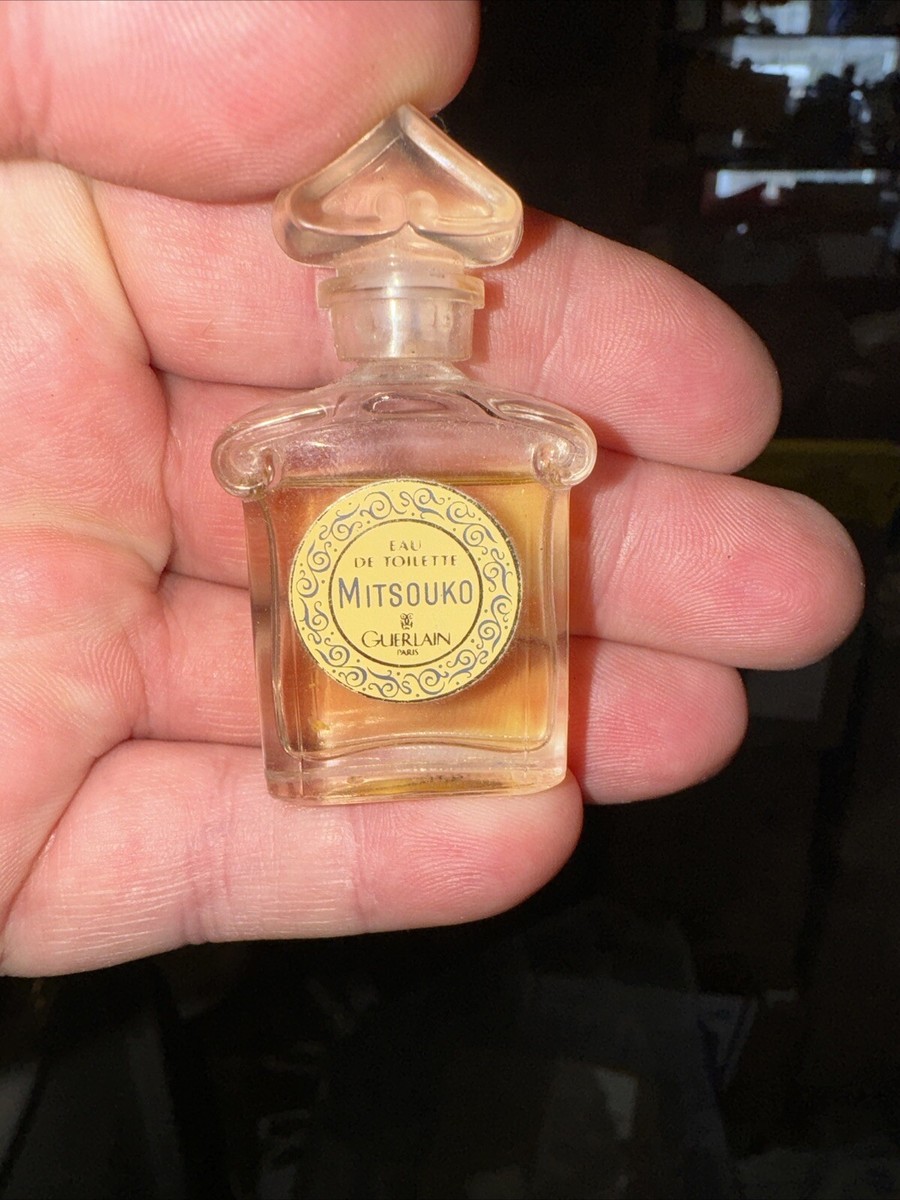 EAU
DE TOILETTE
MITSOUKO
GUERLAIN
PARIS